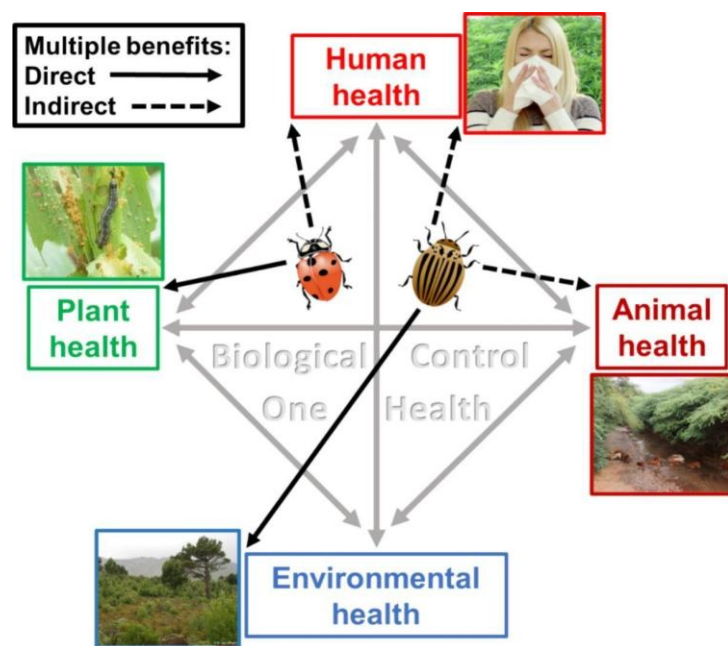 Multiple benefits:
Direct
Indirect
Human
health
Plant
health
Animal
health
Biological Control
One Health
Environmental
health